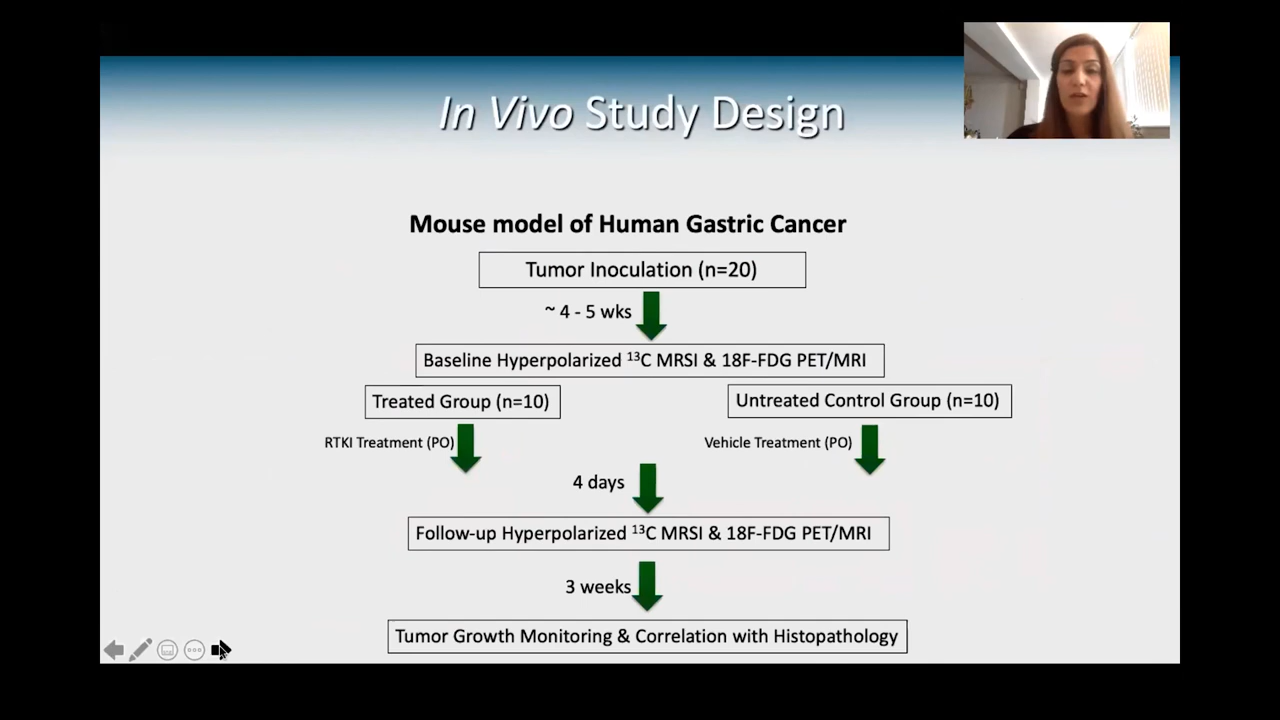 In Vivo Study Design
Mouse model of Human Gastric Cancer
Tumor Inoculation (n=20)
~ 4 - 5 wks
Baseline Hyperpolarized ¹³C MRSI & 18F-FDG PET/MRI
Treated Group (n=10)
Untreated Control Group (n=10)
RTKI Treatment (PO)
Vehicle Treatment (PO)
4 days
Follow-up Hyperpolarized ¹³C MRSI & 18F-FDG PET/MRI
3 weeks
Tumor Growth Monitoring & Correlation with Histopathology